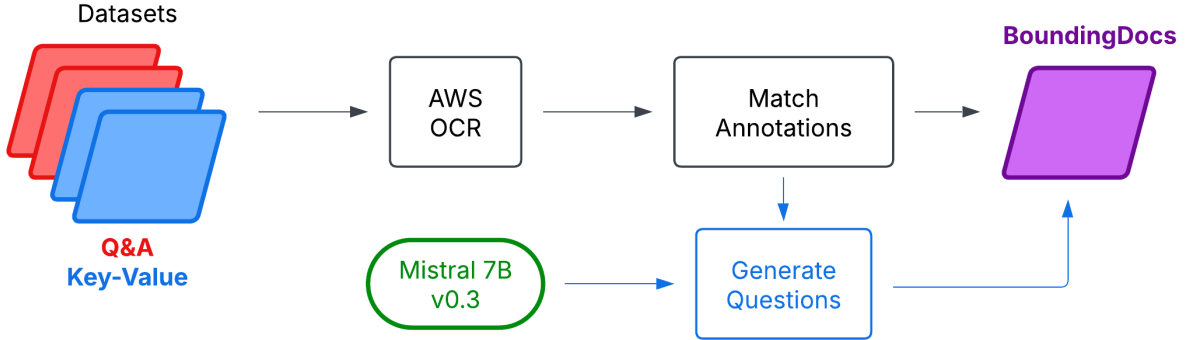 Datasets
BoundingDocs
AWS
OCR
Match
Annotations
Q&A
Key-Value
Mistral 7B
v0.3
Generate
Questions